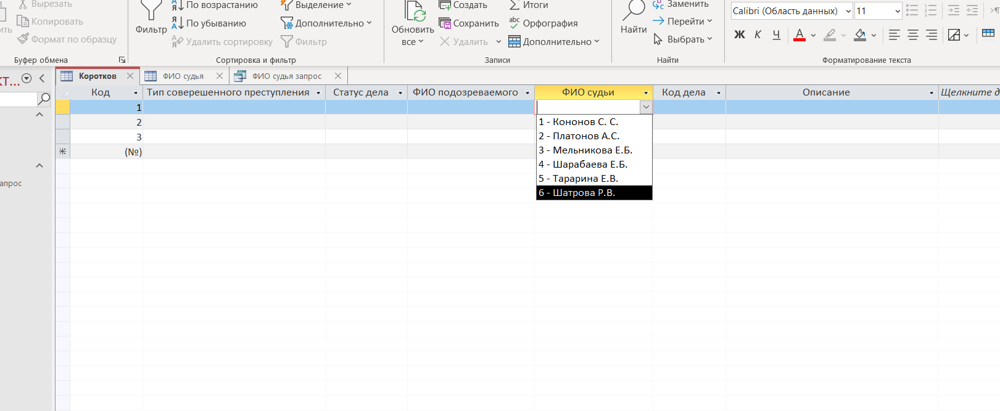 Вырезать
Копировать
Формат по образцу
Буфер обмена
Фильтр
По возрастанию
По убыванию
Удалить сортировку
Выделение
Дополнительно
Фильтр
Сортировка и фильтр
Обновить
все
Создать
Сохранить
Удалить
Итоги
Орфография
Дополнительно
Записи
Найти
Заменить
Перейти
Выбрать
Найти
Calibri (Область данных) 11
Ж К Ч А
Форматирование текста
Коротков ФИО судья ФИО судья запрос
Код Тип соверешенного преступления Статус дела ФИО подозреваемого ФИО судьи Код дела Описание Щелкните д
1
2
3
(№)
1 - Кононов С. С.
2 - Платонов А.С.
3 - Мельникова Е.Б.
4 - Шарабаева Е.Б.
5 - Тарарина Е.В.
6 - Шатрова Р.В.
апрос